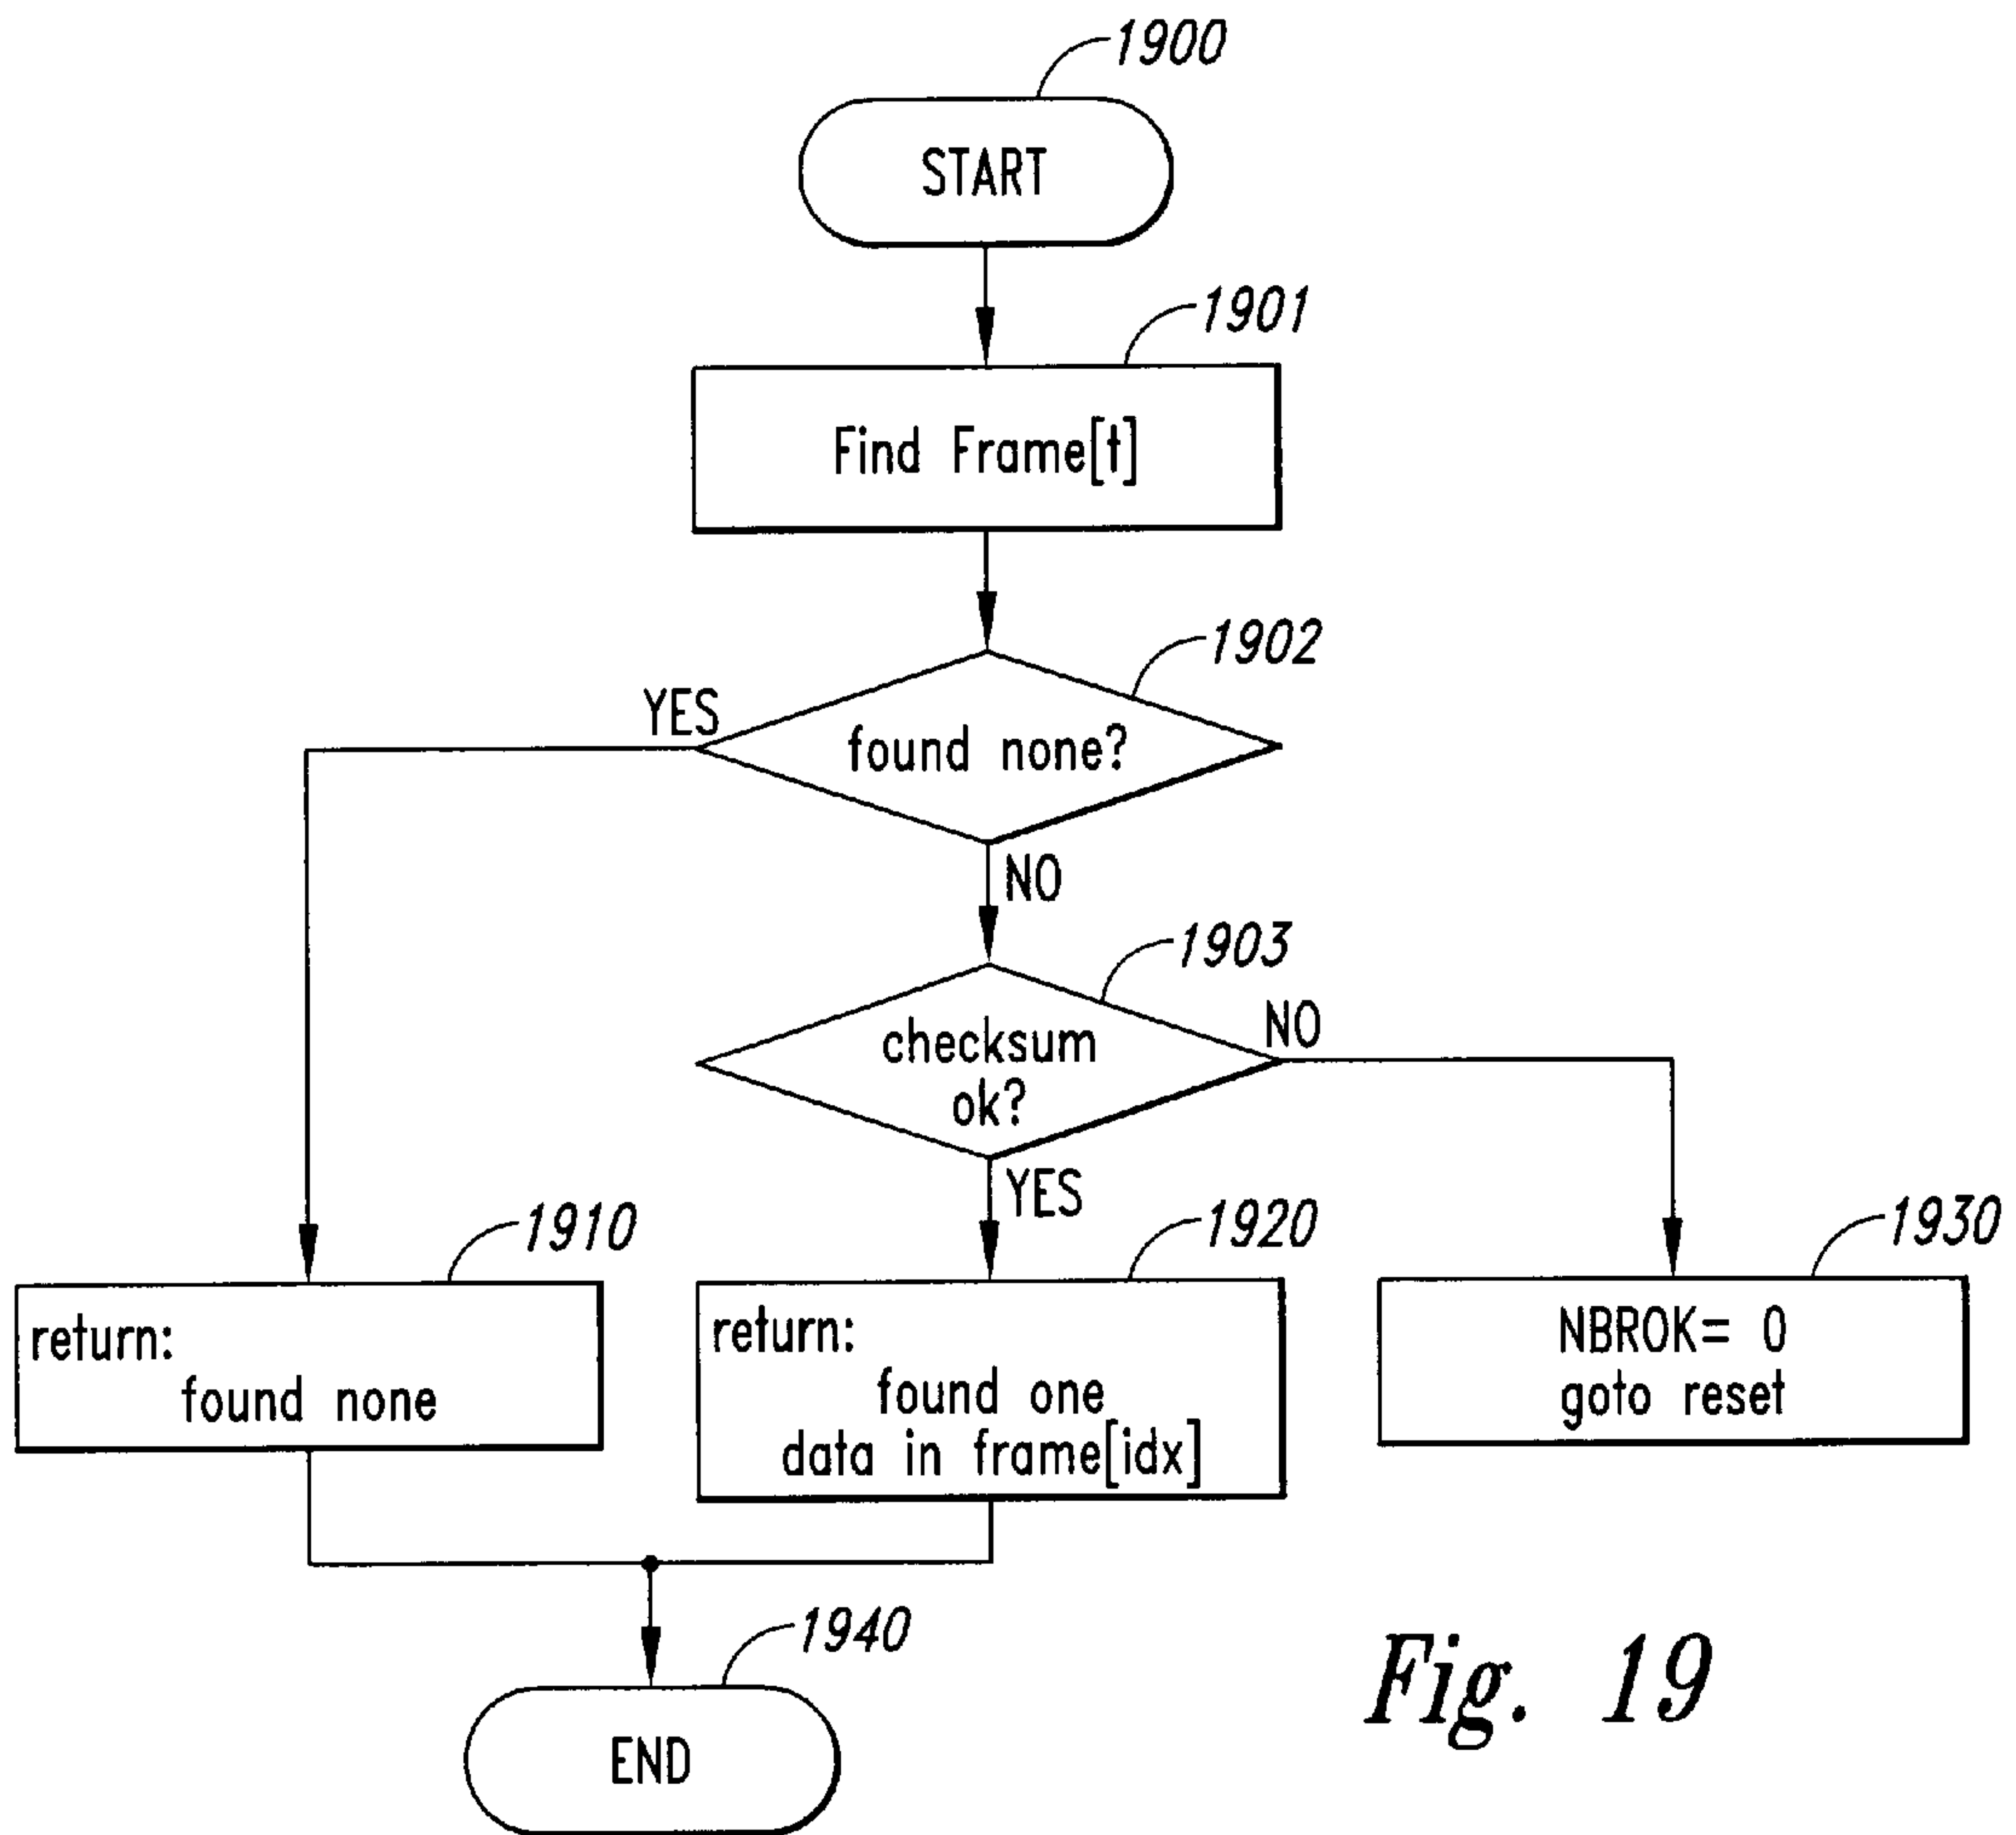 1900
START
1901
Find Frame[t]
1902
YES
found none?
NO
1903
checksum
ok?
NO
YES
1910
return:
found none
1920
return:
found one
data in frame[idx]
1930
NBROK= 0
goto reset
1940
END
Fig. 19